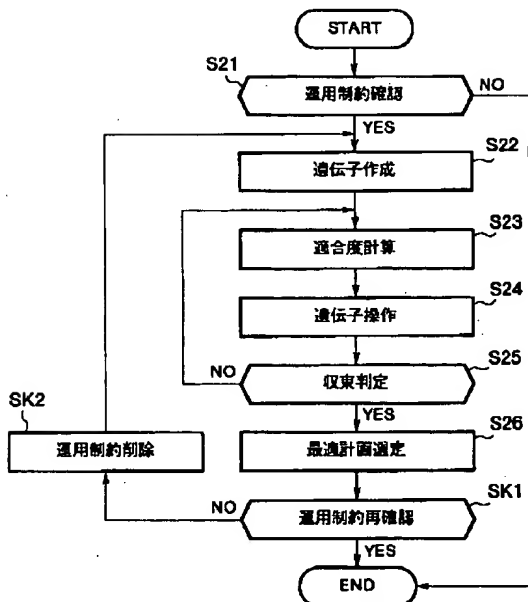 START
S21
運用制約確認
NO
YES
S22
遺伝子作成
S23
適合度計算
S24
遺伝子操作
S25
NO
収束判定
YES
SK2
運用制約削除
S26
最適計画選定
NO
SK1
運用制約再確認
YES
END